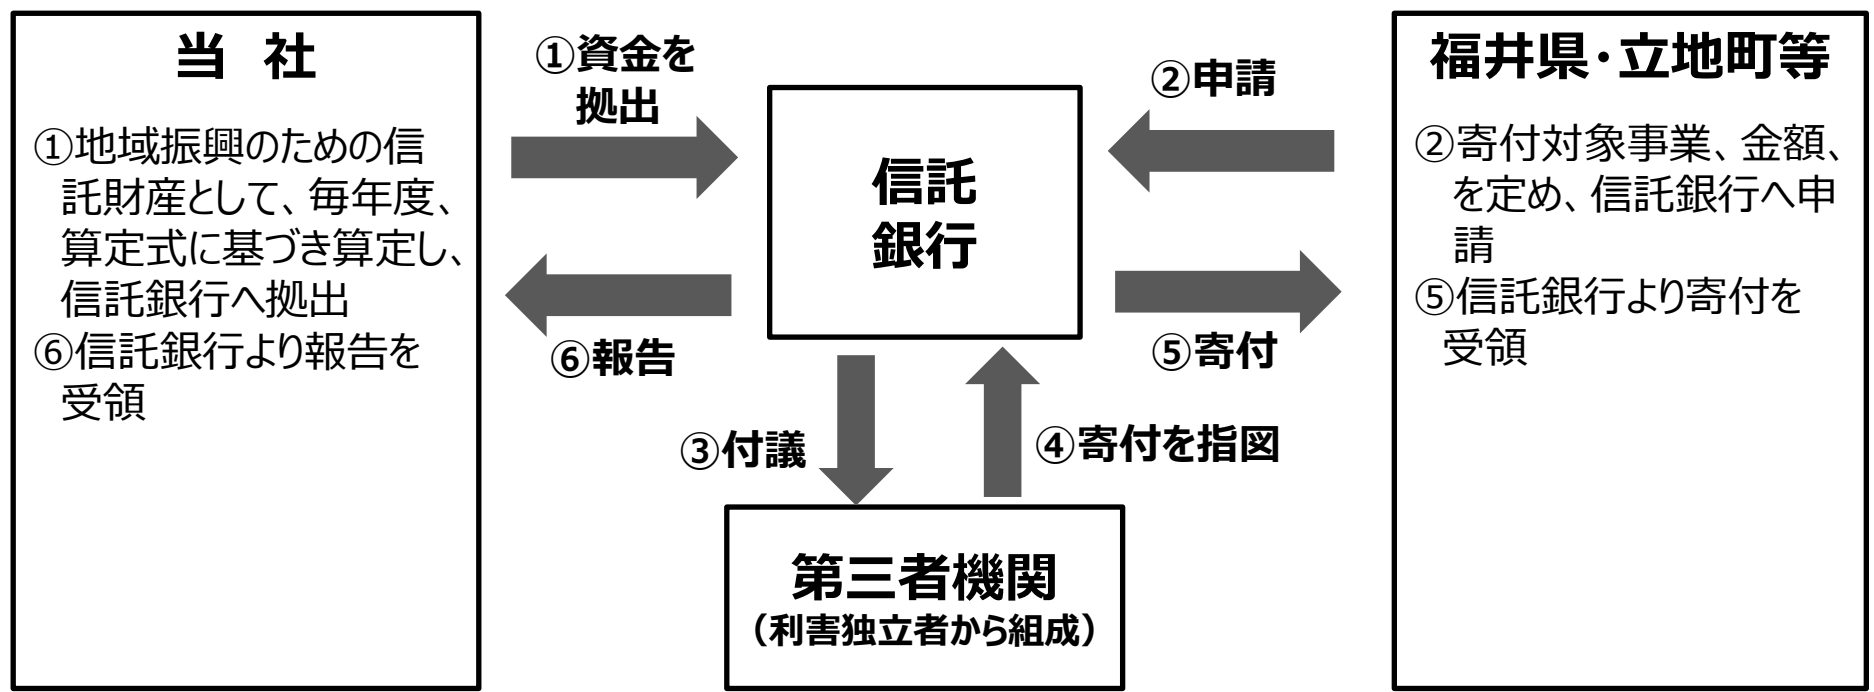 当 社
①地域振興のための信
託財産として、毎年度、
算定式に基づき算定し、
信託銀行へ拠出
⑥信託銀行より報告を
受領
①資金を
拠出
⑥報告
信託
銀行
②申請
⑤寄付
③付議
④寄付を指図
第三者機関
（利害独立者から組成）
福井県・立地町等
②寄付対象事業、金額、
を定め、信託銀行へ申
請
⑤信託銀行より寄付を
受領